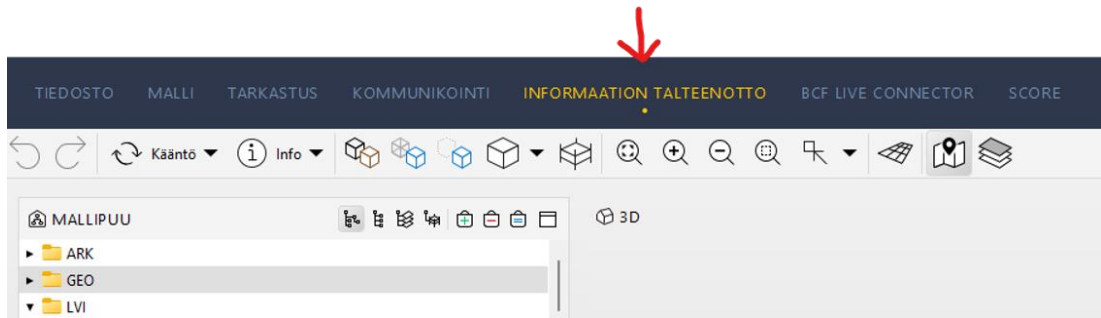 TIEDOSTO MALLI TARKASTUS KOMMUNIKOINTI INFORMAATION TALTEENOTTO BCF LIVE CONNECTOR SCORE
Kääntö Info
MALLIPUU 3D
ARK
GEO
LVI